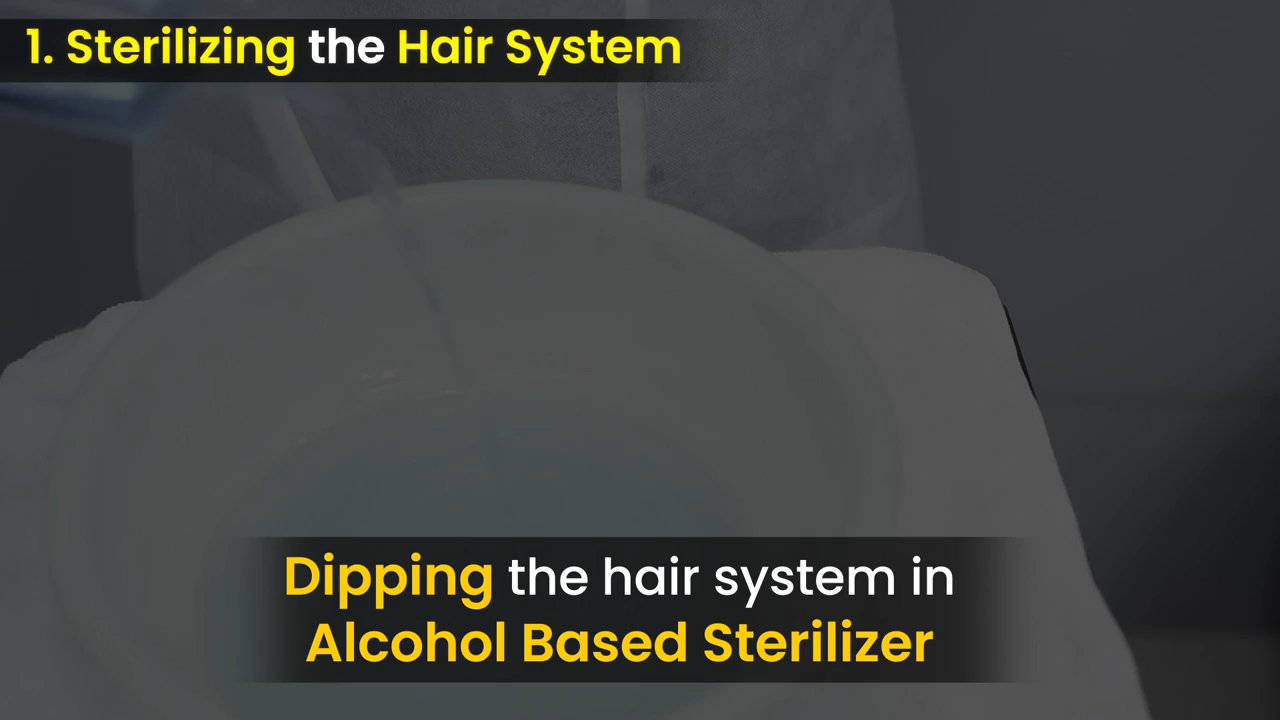 1. Sterilizing the Hair System
Dipping the hair system in
Alcohol Based Sterilizer